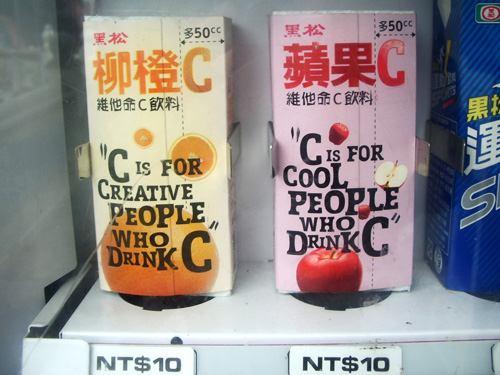 黑松
多50cc
柳橙C
維他命C飲料
"C IS FOR
CREATIVE
PEOPLE
WHO
DRINK C"
NT$10
黑松
多50cc
蘋果C
維他命C飲料
"C IS FOR
COOL
PEOPLE
WHO
DRINK C"
NT$10
黑松
運
S